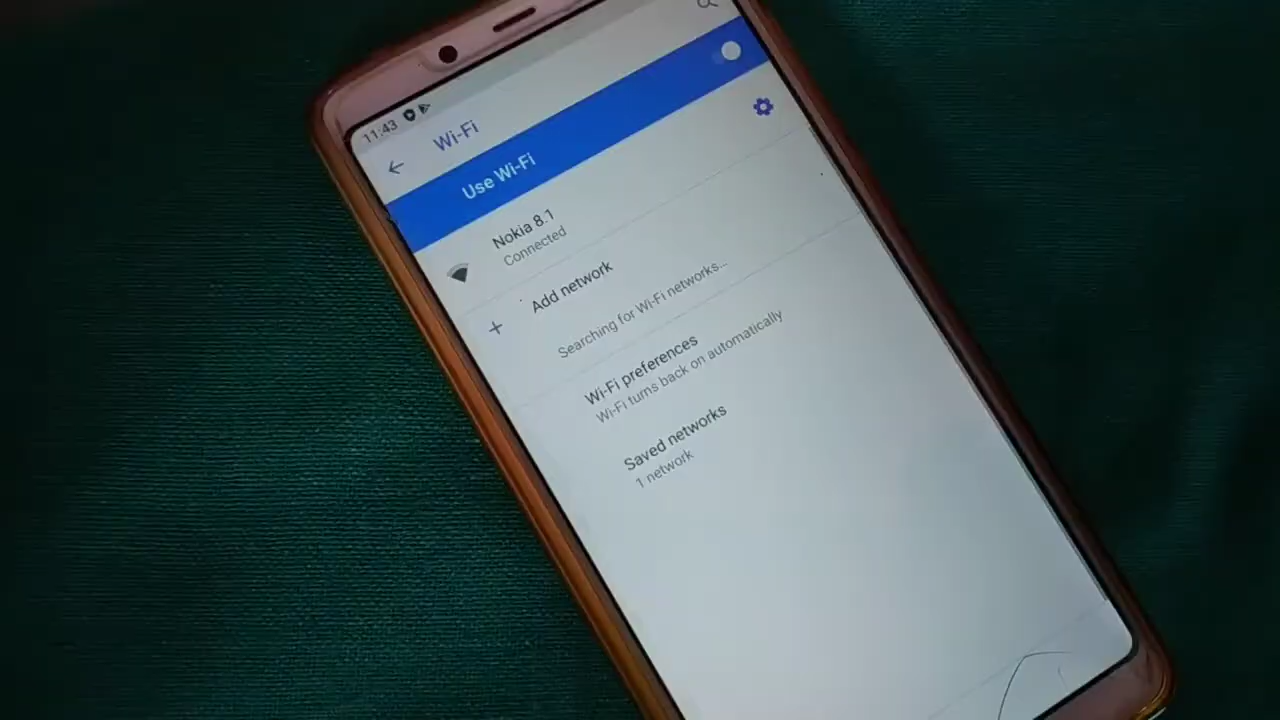 11:43
Wi-Fi
Use Wi-Fi
Nokia 8.1
Connected
Add network
Searching for Wi-Fi networks...
Wi-Fi preferences
Wi-Fi turns back on automatically
Saved networks
1 network